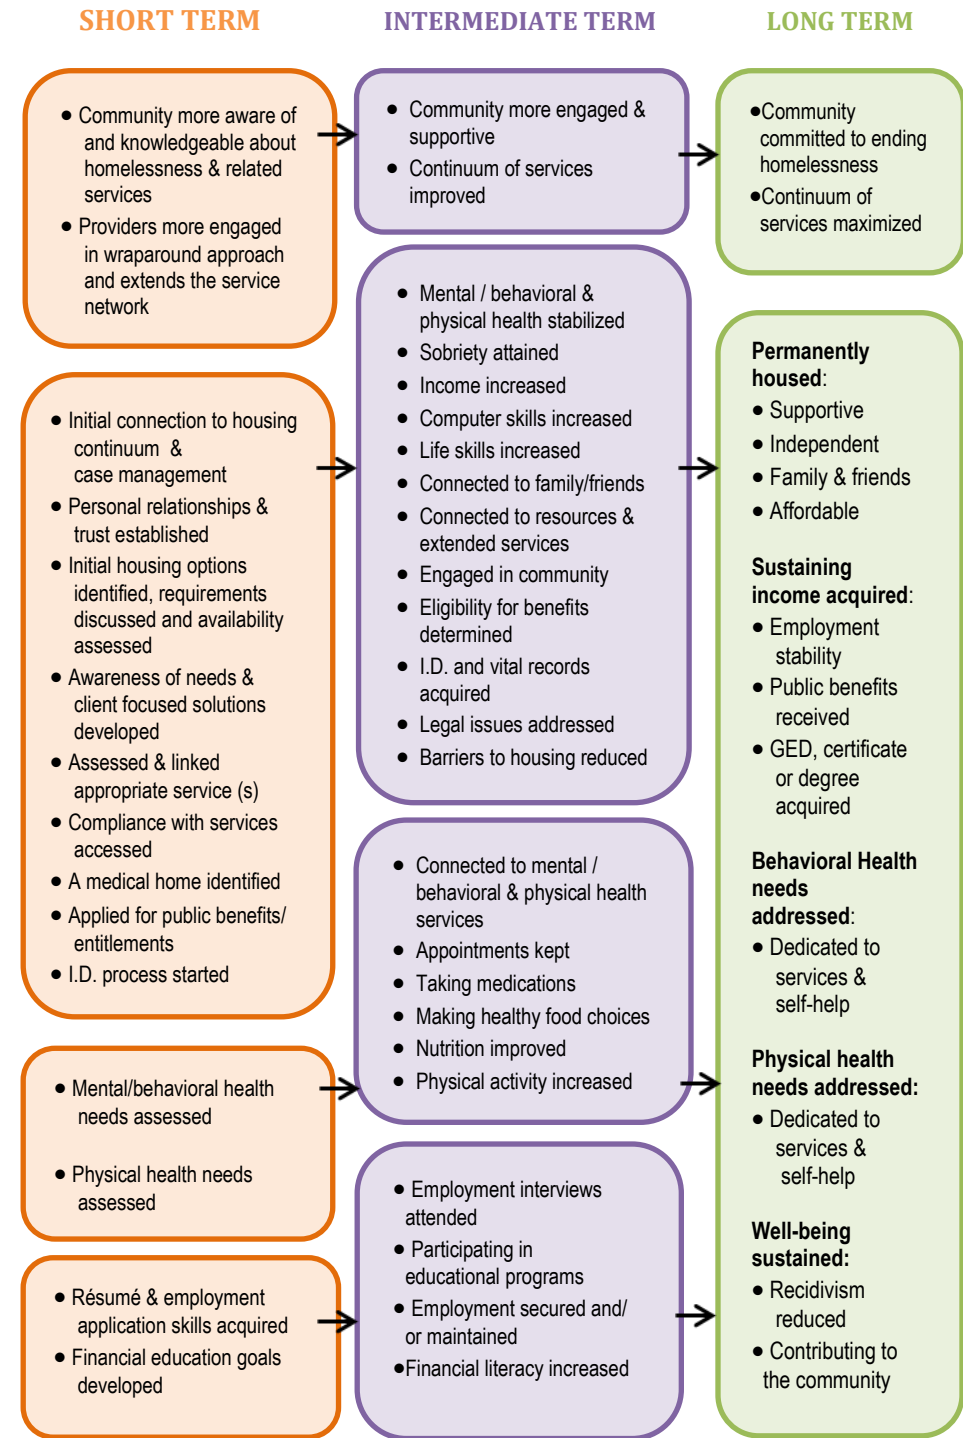 SHORT TERM
• Community more aware of
and knowledgeable about
homelessness & related
services
• Providers more engaged
in wraparound approach
and extends the service
network
• Initial connection to housing
continuum &
case management
• Personal relationships &
trust established
• Initial housing options
identified, requirements
discussed and availability
assessed
• Awareness of needs &
client focused solutions
developed
• Assessed & linked
appropriate service (s)
• Compliance with services
accessed
• A medical home identified
• Applied for public benefits/
entitlements
• I.D. process started
• Mental/behavioral health
needs assessed
• Physical health needs
assessed
• Résumé & employment
application skills acquired
• Financial education goals
developed
INTERMEDIATE TERM
• Community more engaged &
supportive
• Continuum of services
improved
• Mental / behavioral &
physical health stabilized
• Sobriety attained
• Income increased
• Computer skills increased
• Life skills increased
• Connected to family/friends
• Connected to resources &
extended services
• Engaged in community
• Eligibility for benefits
determined
• I.D. and vital records
acquired
• Legal issues addressed
• Barriers to housing reduced
• Connected to mental /
behavioral & physical health
services
• Appointments kept
• Taking medications
• Making healthy food choices
• Nutrition improved
• Physical activity increased
• Employment interviews
attended
• Participating in
educational programs
• Employment secured and/
or maintained
•Financial literacy increased
LONG TERM
•Community
committed to ending
homelessness
•Continuum of
services maximized
Permanently
housed:
• Supportive
• Independent
• Family & friends
• Affordable
Sustaining
income acquired:
• Employment
stability
• Public benefits
received
• GED, certificate
or degree
acquired
Behavioral Health
needs
addressed:
• Dedicated to
services &
self-help
Physical health
needs addressed:
• Dedicated to
services &
self-help
Well-being
sustained:
• Recidivism
reduced
• Contributing to
the community